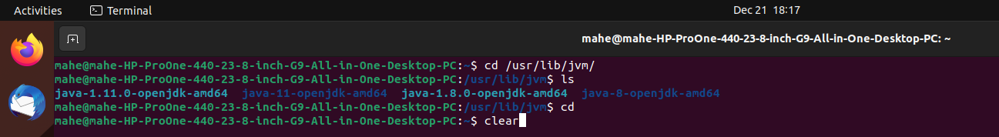 Activities Terminal Dec 21 18:17
mahe@mahe-HP-ProOne-440-23-8-inch-G9-All-in-One-Desktop-PC: ~
mahe@mahe-HP-ProOne-440-23-8-inch-G9-All-in-One-Desktop-PC:~$ cd /usr/lib/jvm/
mahe@mahe-HP-ProOne-440-23-8-inch-G9-All-in-One-Desktop-PC:/usr/lib/jvm$ ls
java-1.11.0-openjdk-amd64 java-11-openjdk-amd64 java-1.8.0-openjdk-amd64 java-8-openjdk-amd64
mahe@mahe-HP-ProOne-440-23-8-inch-G9-All-in-One-Desktop-PC:/usr/lib/jvm$ cd
mahe@mahe-HP-ProOne-440-23-8-inch-G9-All-in-One-Desktop-PC:~$ clear